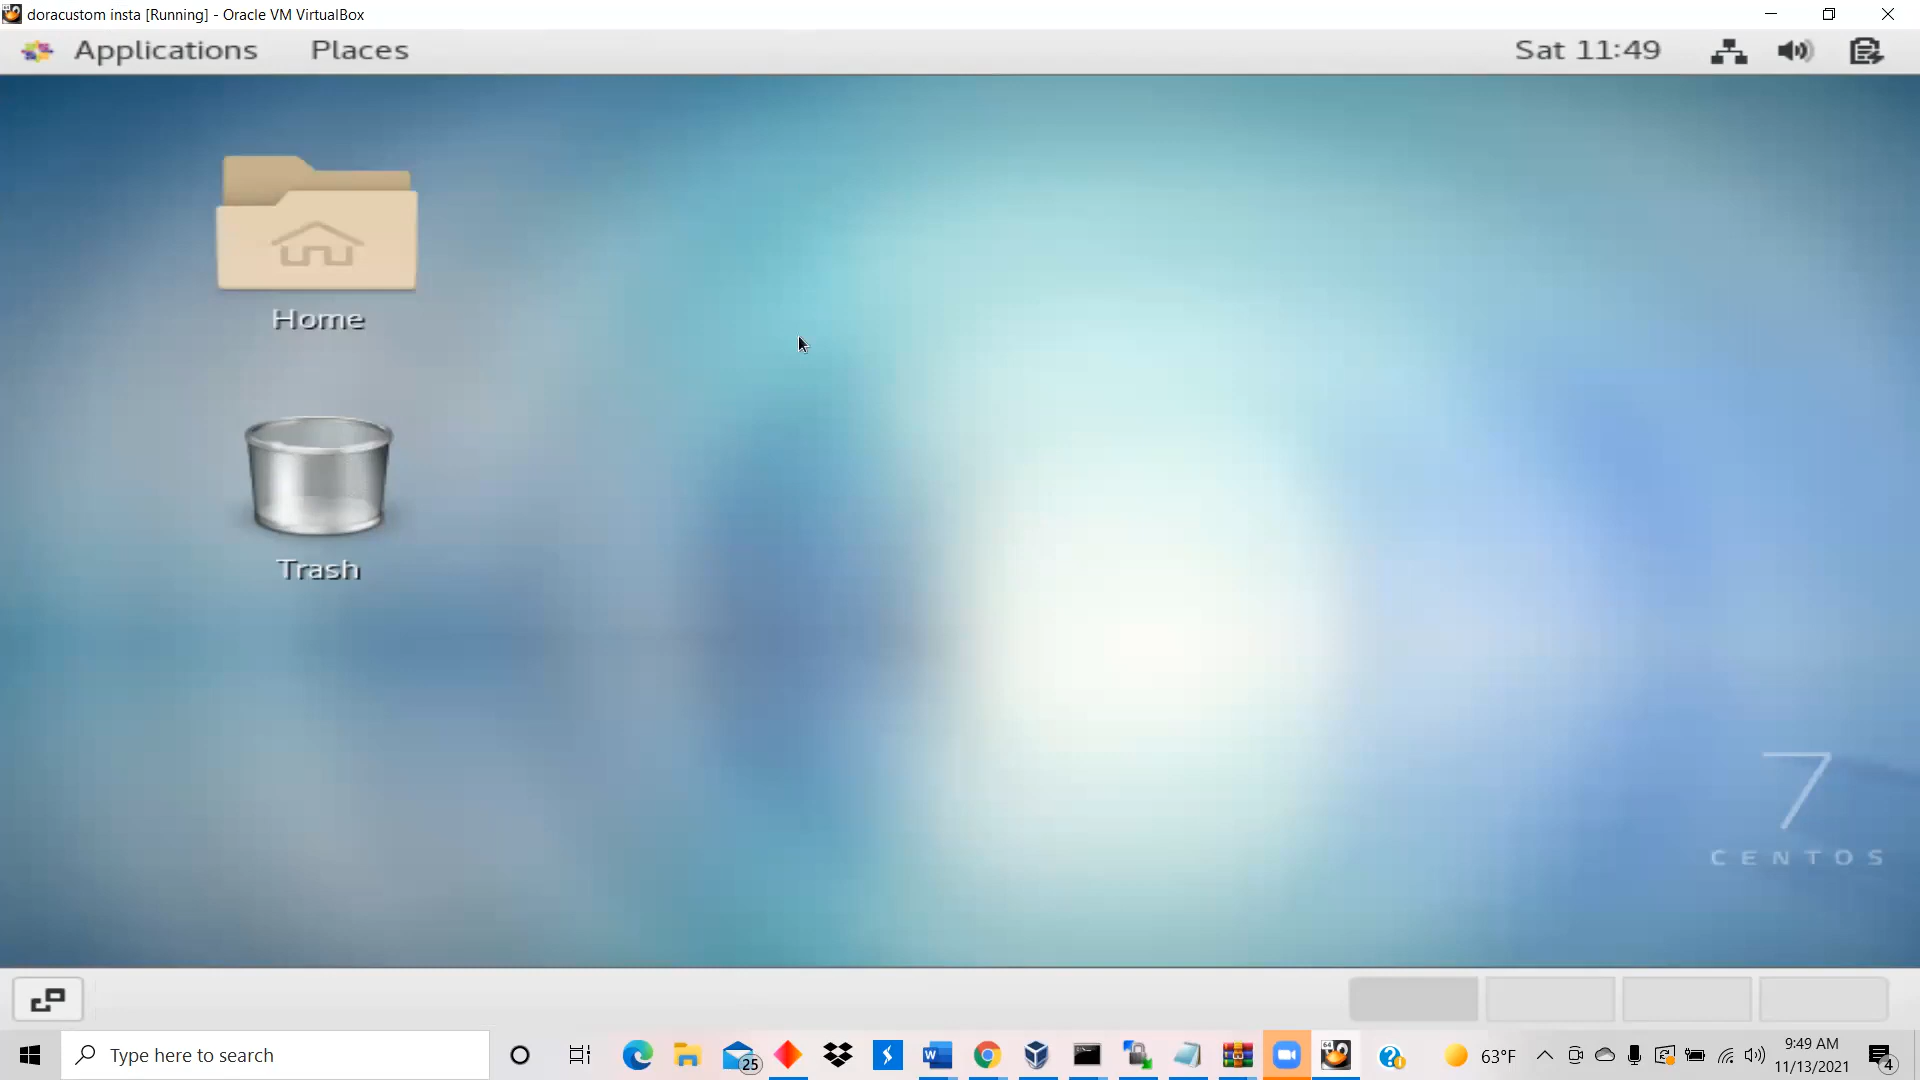 doracustom insta [Running] - Oracle VM VirtualBox
Applications Places Sat 11:49
Home
Trash
7
CENTOS
Type here to search
25
W
64
63°F
9:49 AM
11/13/2021
4